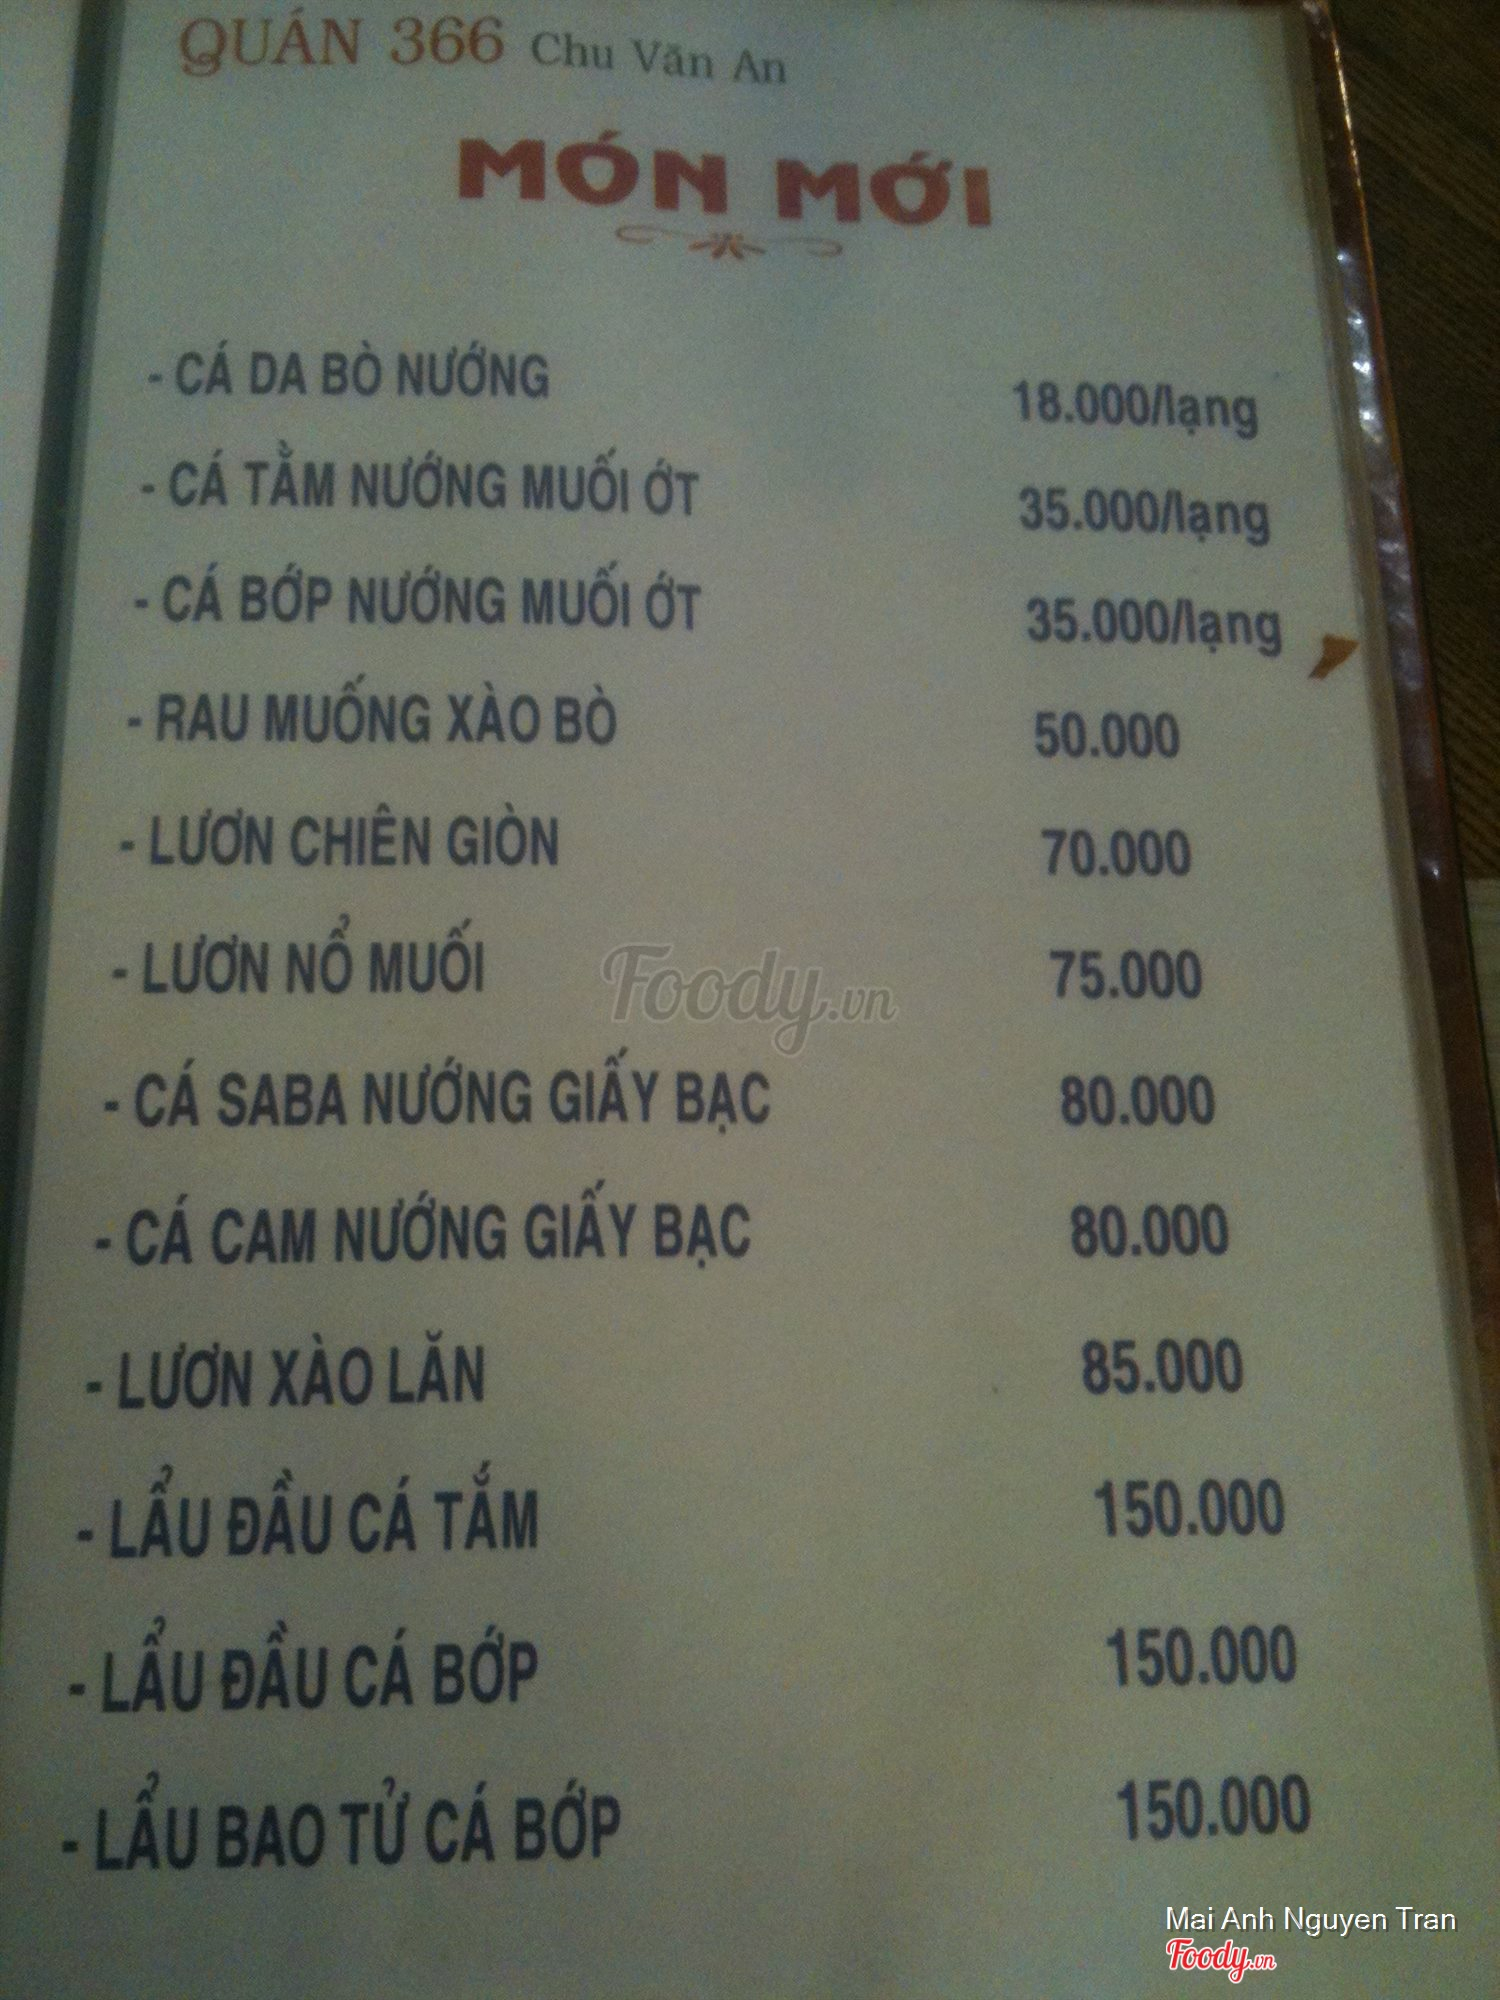 QUÁN 366 Chu Văn An
MÓN MỚI
- CÁ DA BÒ NƯỚNG 18.000/lạng
- CÁ TẰM NƯỚNG MUỐI ỚT 35.000/lạng
- CÁ BỚP NƯỚNG MUỐI ỚT 35.000/lạng
- RAU MUỐNG XÀO BÒ 50.000
- LƯƠN CHIÊN GIÒN 70.000
- LƯƠN NỔ MUỐI 75.000
Foody.vn
- CÁ SABA NƯỚNG GIẤY BẠC 80.000
- CÁ CAM NƯỚNG GIẤY BẠC 80.000
- LƯƠN XÀO LĂN 85.000
- LẨU ĐẦU CÁ TẮM 150.000
- LẨU ĐẦU CÁ BỚP 150.000
- LẨU BAO TỬ CÁ BỚP 150.000
Mai Anh Nguyen Tran
Foody.vn